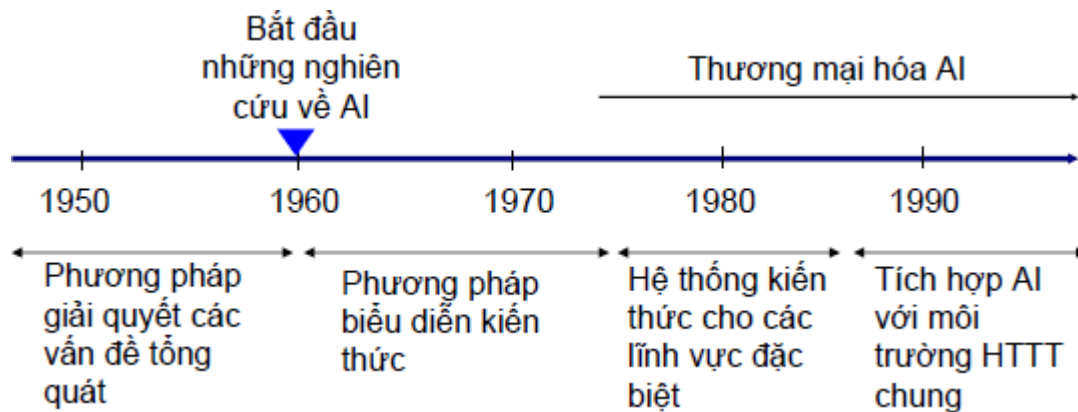 Bắt đầu
những nghiên
cứu về AI
Thương mại hóa AI
1950
1960
1970
1980
1990
Phương pháp
giải quyết các
vấn đề tổng
quát
Phương pháp
biểu diễn kiến
thức
Hệ thống kiến
thức cho các
lĩnh vực đặc
biệt
Tích hợp AI
với môi
trường HTTT
chung